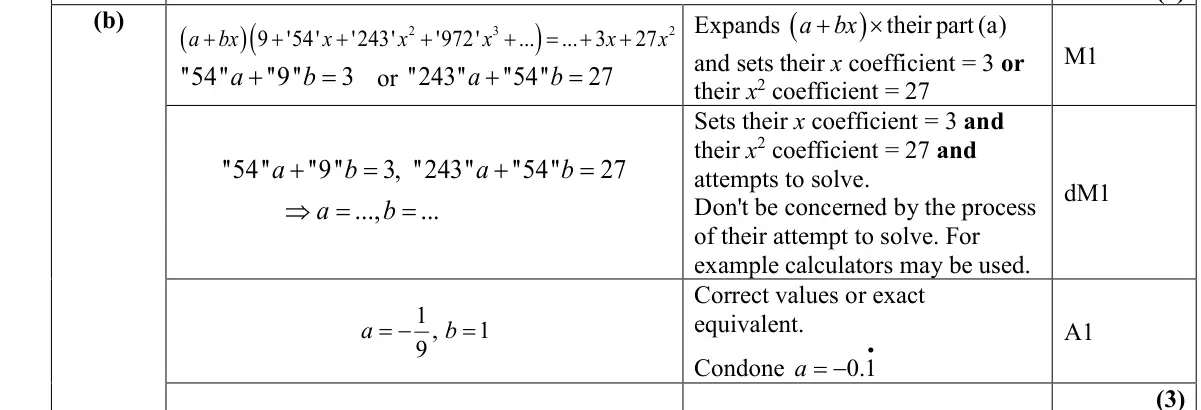 (b)
(a+bx)(9+'54'x+'243'x²+'972'x³+...)=...+3x+27x²
"54"a+"9"b=3 or "243"a+"54"b=27
Expands (a+bx)×their part (a)
and sets their x coefficient = 3 or
their x² coefficient = 27
M1
"54"a+"9"b=3, "243"a+"54"b=27
⇒a=...,b=...
Sets their x coefficient = 3 and
their x² coefficient = 27 and
attempts to solve.
Don't be concerned by the process
of their attempt to solve. For
example calculators may be used.
dM1
a=−1/9, b=1
Correct values or exact
equivalent.
Condone a=−0.1̇
A1
(3)